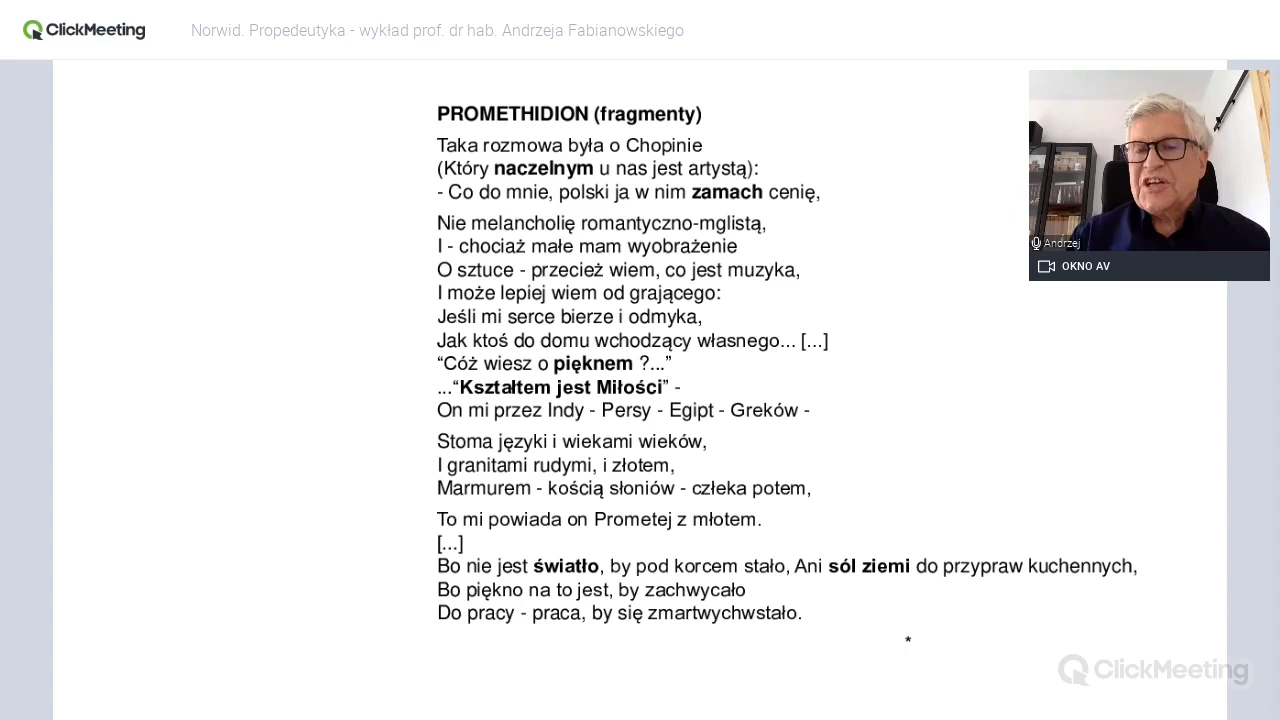 ClickMeeting
Norwid. Propedeutyka - wykład prof. dr hab. Andrzeja Fabianowskiego
PROMETHIDION (fragmenty)
Taka rozmowa była o Chopinie
(Który naczelnym u nas jest artystą):
- Co do mnie, polski ja w nim zamach cenię,
Nie melancholię romantyczno-mglistą,
I - chociaż małe mam wyobrażenie
O sztuce - przecież wiem, co jest muzyka,
I może lepiej wiem od grającego:
Jeśli mi serce bierze i odmyka,
Jak ktoś do domu wchodzący własnego... [...]
“Cóż wiesz o pięknem ?...”
...“Kształtem jest Miłości” -
On mi przez Indy - Persy - Egipt - Greków -
Stoma języki i wiekami wieków,
I granitami rudymi, i złotem,
Marmurem - kością słoniów - człeka potem,
To mi powiada on Prometej z młotem.
[...]
Bo nie jest światło, by pod korcem stało, Ani sól ziemi do przypraw kuchennych,
Bo piękno na to jest, by zachwycało
Do pracy - praca, by się zmartwychwstało.
*
Andrzej
OKNO AV
ClickMeeting